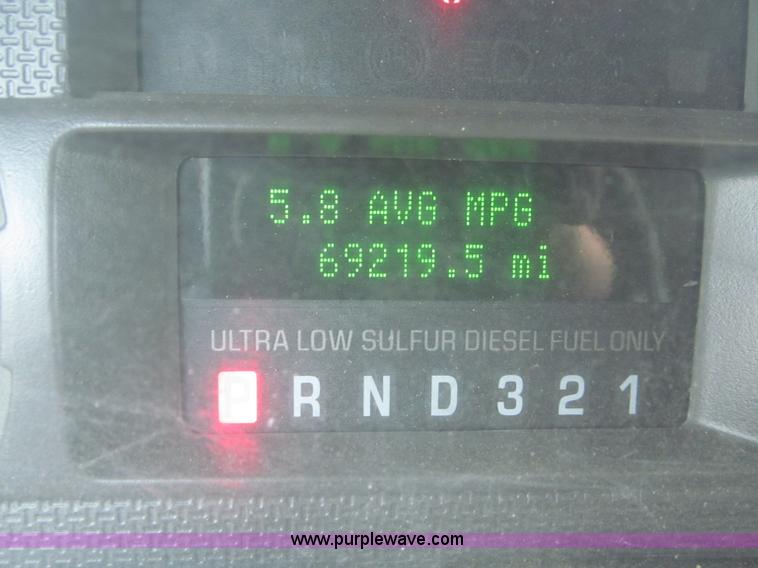 5.8 AVG MPG
69219.5 mi
ULTRA LOW SULFUR DIESEL FUEL ONLY
P R N D 3 2 1
www.purplewave.com